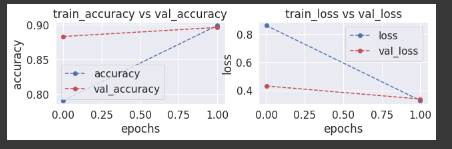 train_accuracy vs val_accuracy
0.90
0.85
0.80
accuracy
accuracy
val_accuracy
0.00 0.25 0.50 0.75 1.00
epochs
train_loss vs val_loss
0.8
0.6
0.4
loss
loss
val_loss
0.00 0.25 0.50 0.75 1.00
epochs